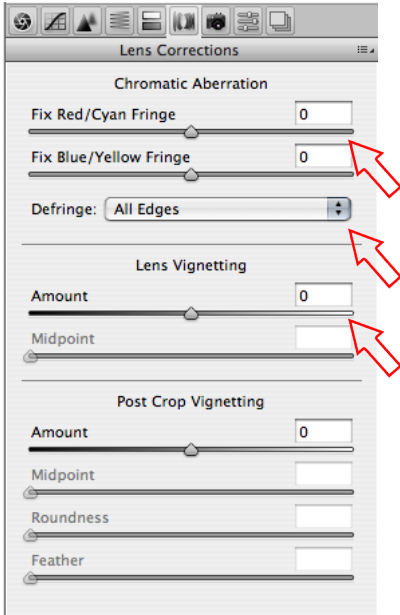 Lens Corrections
Chromatic Aberration
Fix Red/Cyan Fringe 0
Fix Blue/Yellow Fringe 0
Defringe: All Edges
Lens Vignetting
Amount 0
Midpoint
Post Crop Vignetting
Amount 0
Midpoint
Roundness
Feather